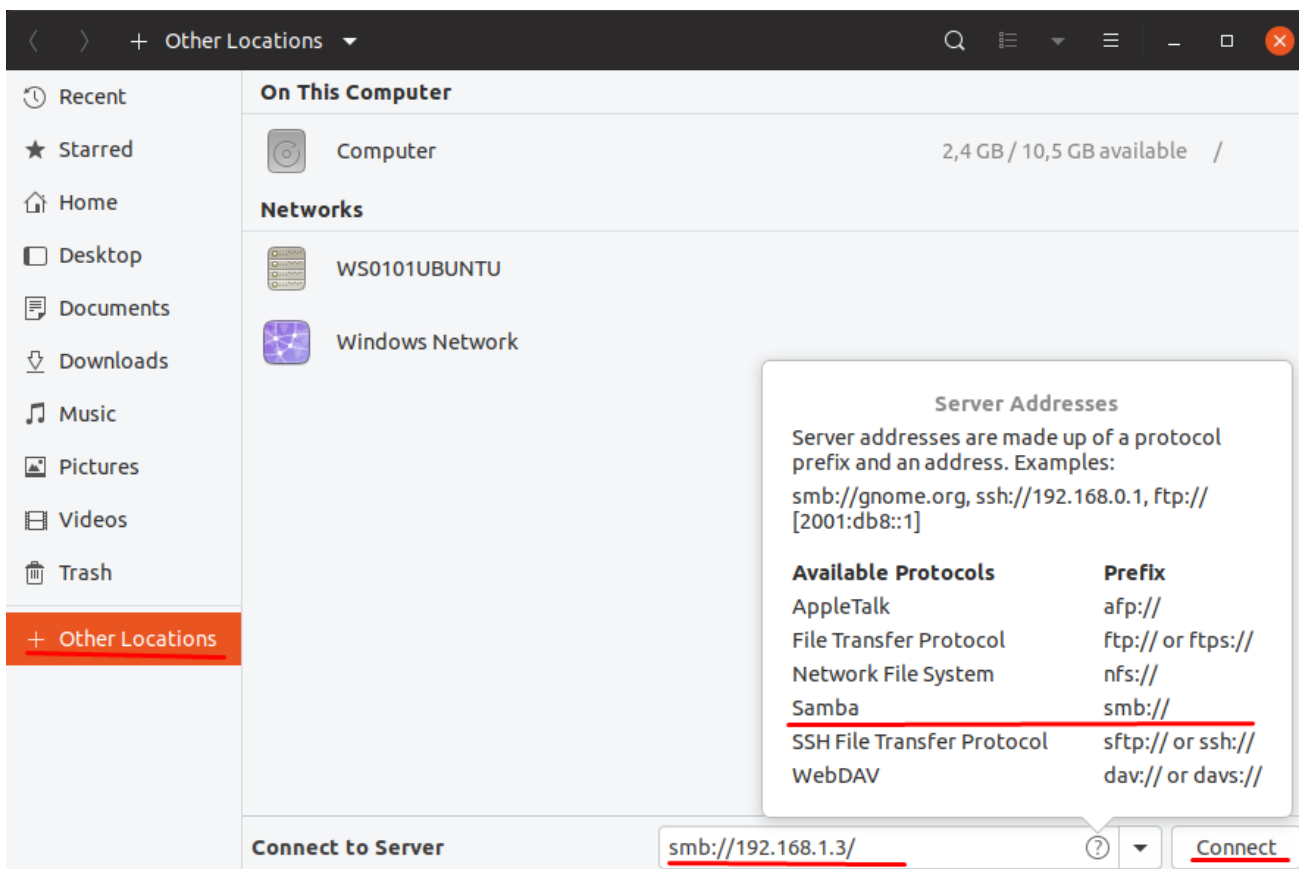 + Other Locations
Recent
Starred
Home
Desktop
Documents
Downloads
Music
Pictures
Videos
Trash
+ Other Locations
On This Computer
Computer 2,4 GB / 10,5 GB available /
Networks
WS0101UBUNTU
Windows Network
Server Addresses
Server addresses are made up of a protocol
prefix and an address. Examples:
smb://gnome.org, ssh://192.168.0.1, ftp://
[2001:db8::1]
Available Protocols Prefix
AppleTalk afp://
File Transfer Protocol ftp:// or ftps://
Network File System nfs://
Samba smb://
SSH File Transfer Protocol sftp:// or ssh://
WebDAV dav:// or davs://
Connect to Server smb://192.168.1.3/ ? Connect